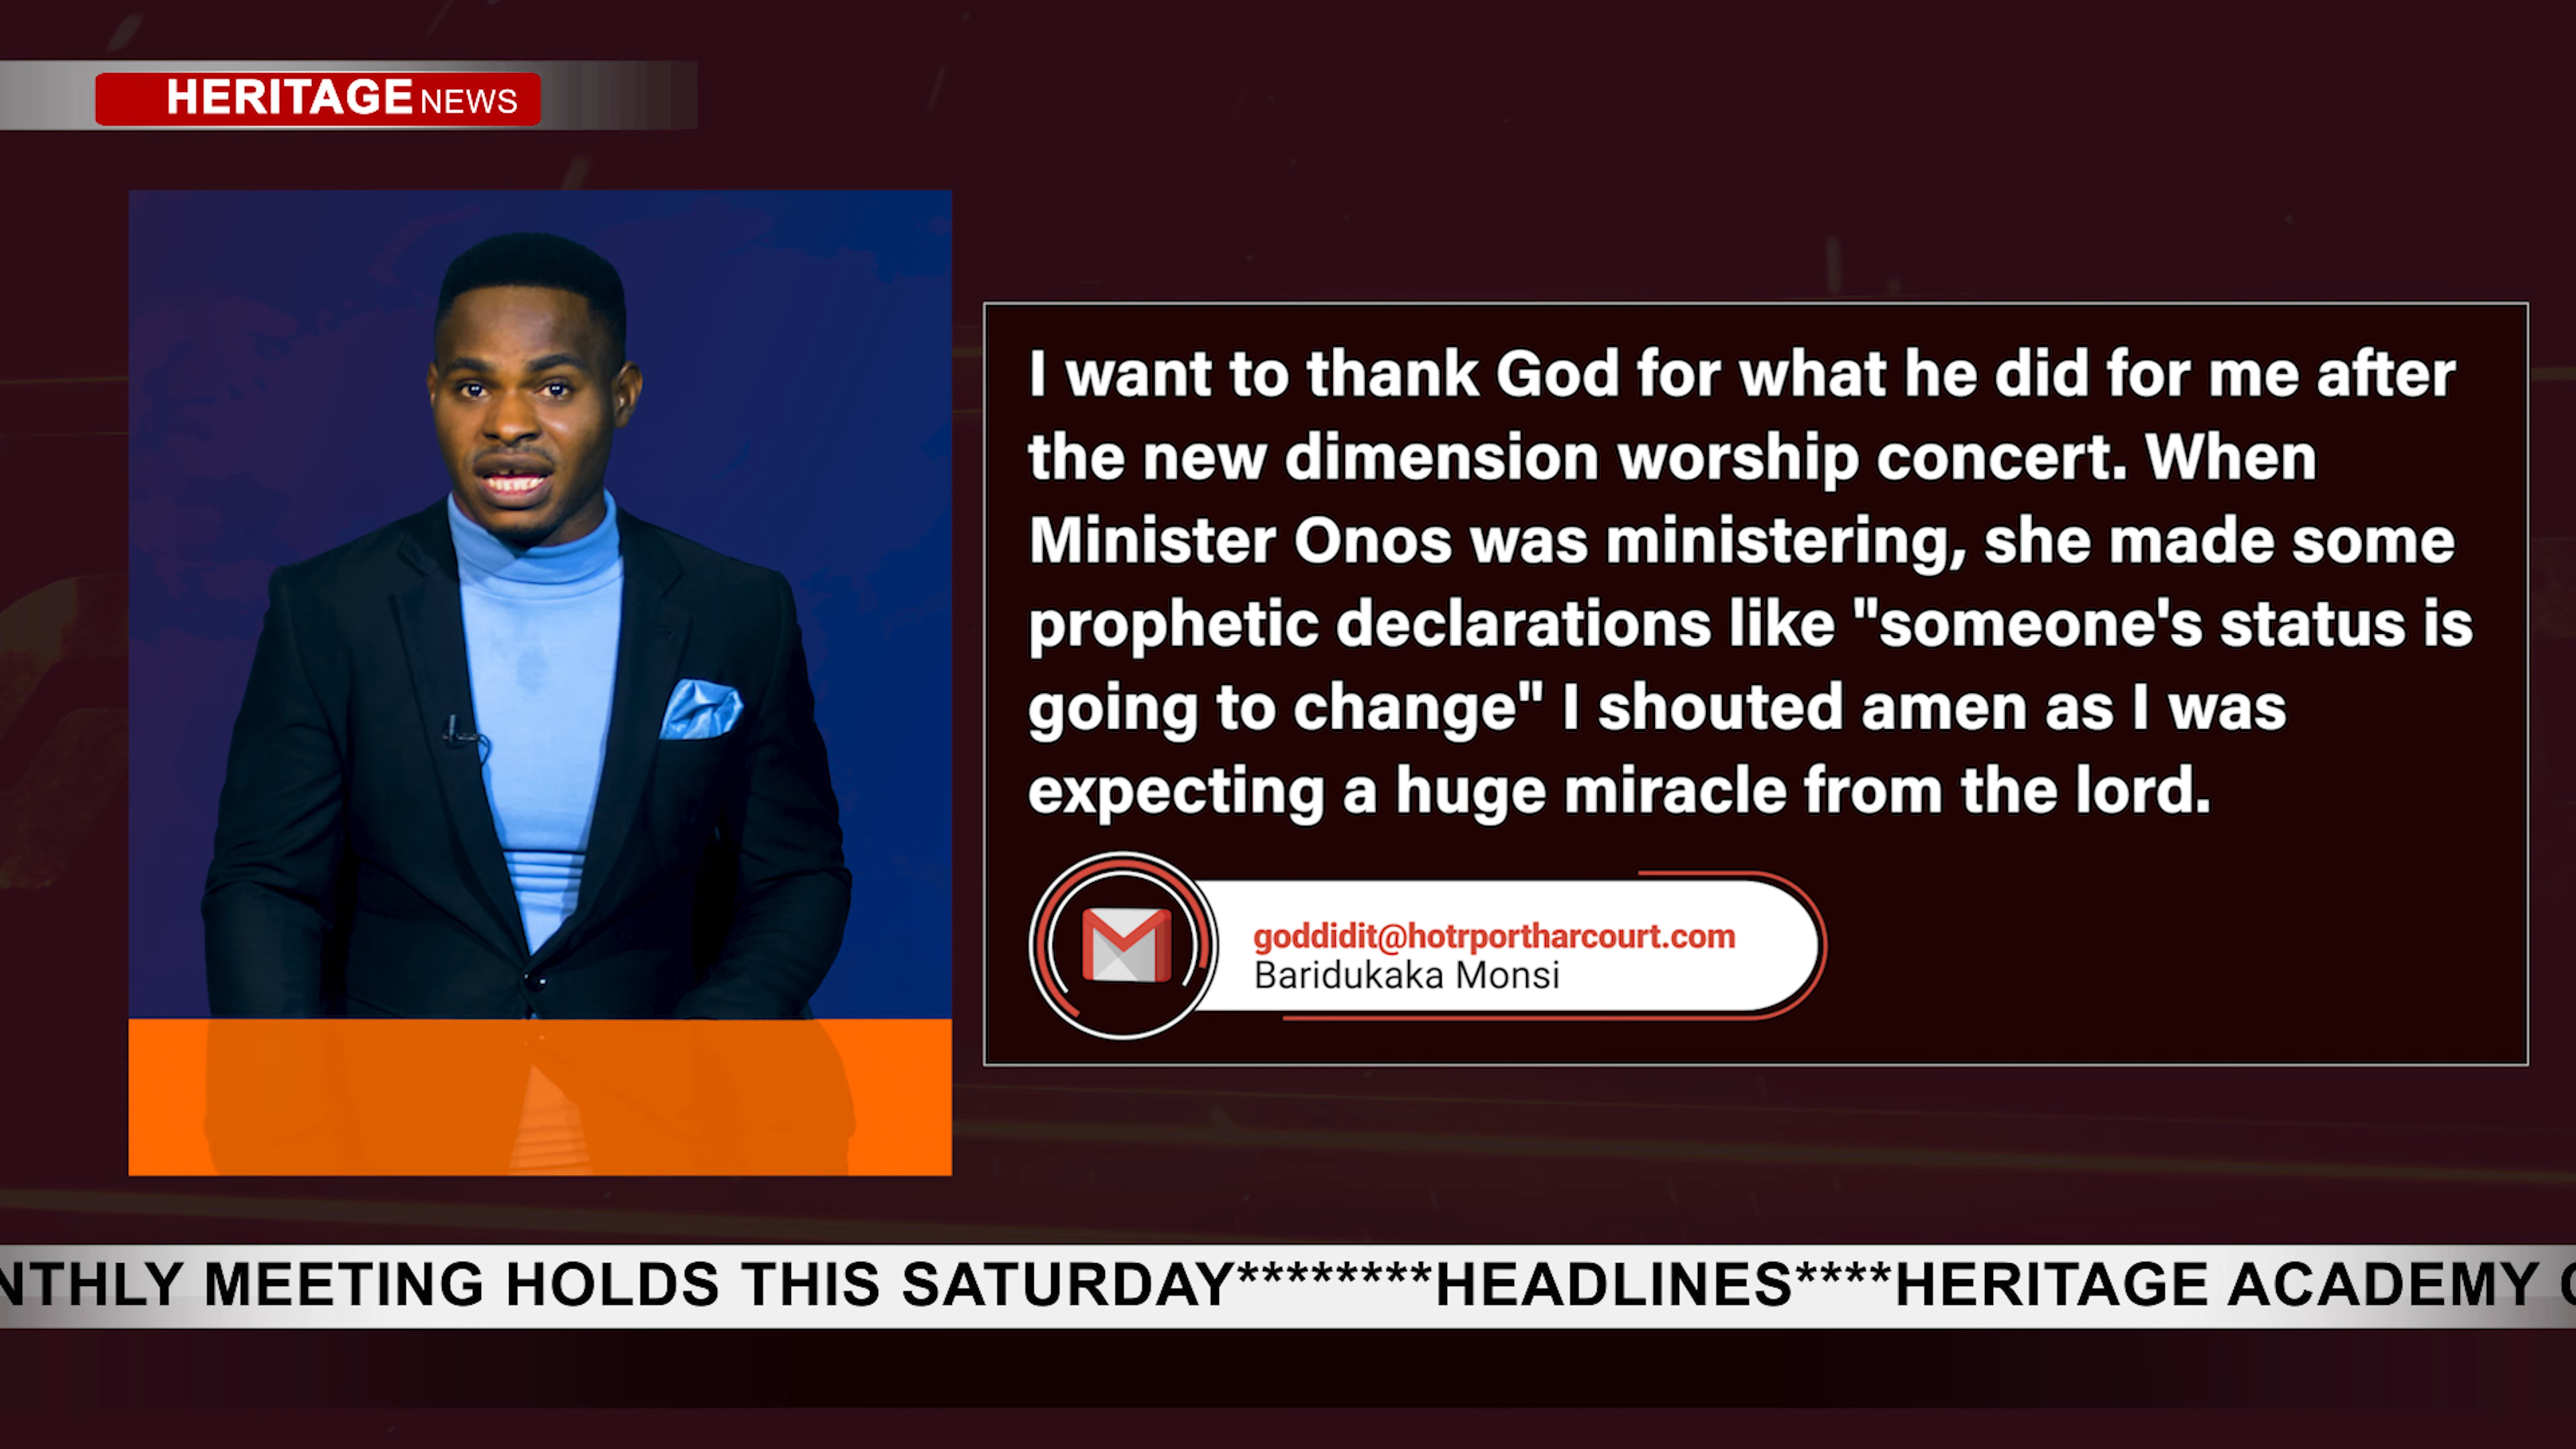 HERITAGE NEWS
I want to thank God for what he did for me after
the new dimension worship concert. When
Minister Onos was ministering, she made some
prophetic declarations like "someone's status is
going to change" I shouted amen as I was
expecting a huge miracle from the lord.
goddidit@hotrportharcourt.com
Baridukaka Monsi
NTHLY MEETING HOLDS THIS SATURDAY********HEADLINES****HERITAGE ACADEMY